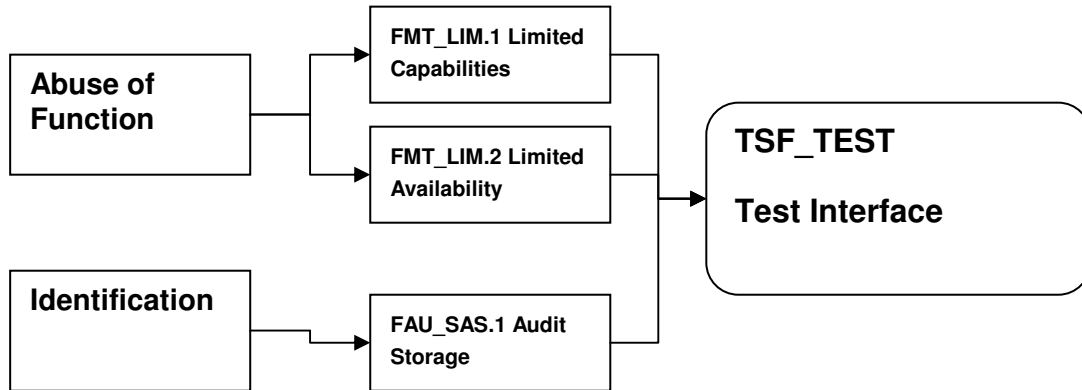 Abuse of
Function
FMT_LIM.1 Limited
Capabilities
FMT_LIM.2 Limited
Availability
TSF_TEST
Test Interface
Identification
FAU_SAS.1 Audit
Storage